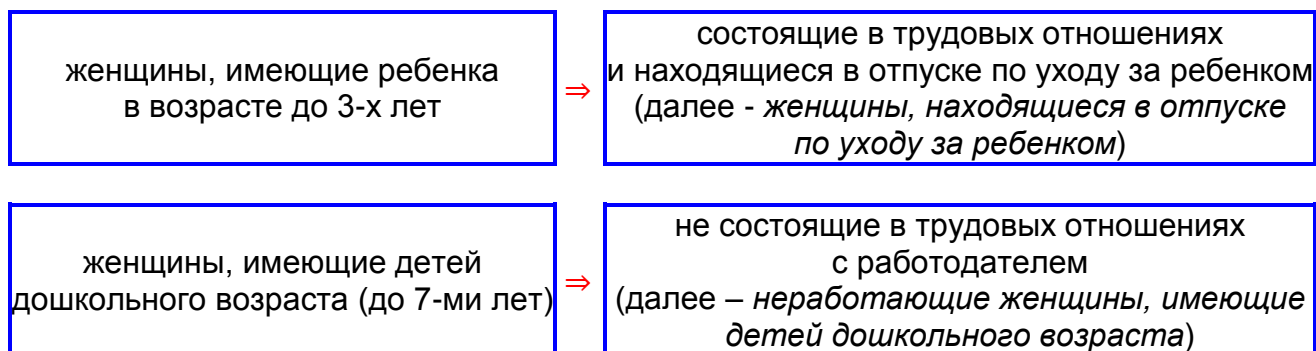 женщины, имеющие ребенка
в возрасте до 3-х лет
⇒
состоящие в трудовых отношениях
и находящиеся в отпуске по уходу за ребенком
(далее - женщины, находящиеся в отпуске
по уходу за ребенком)
женщины, имеющие детей
дошкольного возраста (до 7-ми лет)
⇒
не состоящие в трудовых отношениях
с работодателем
(далее – неработающие женщины, имеющие
детей дошкольного возраста)